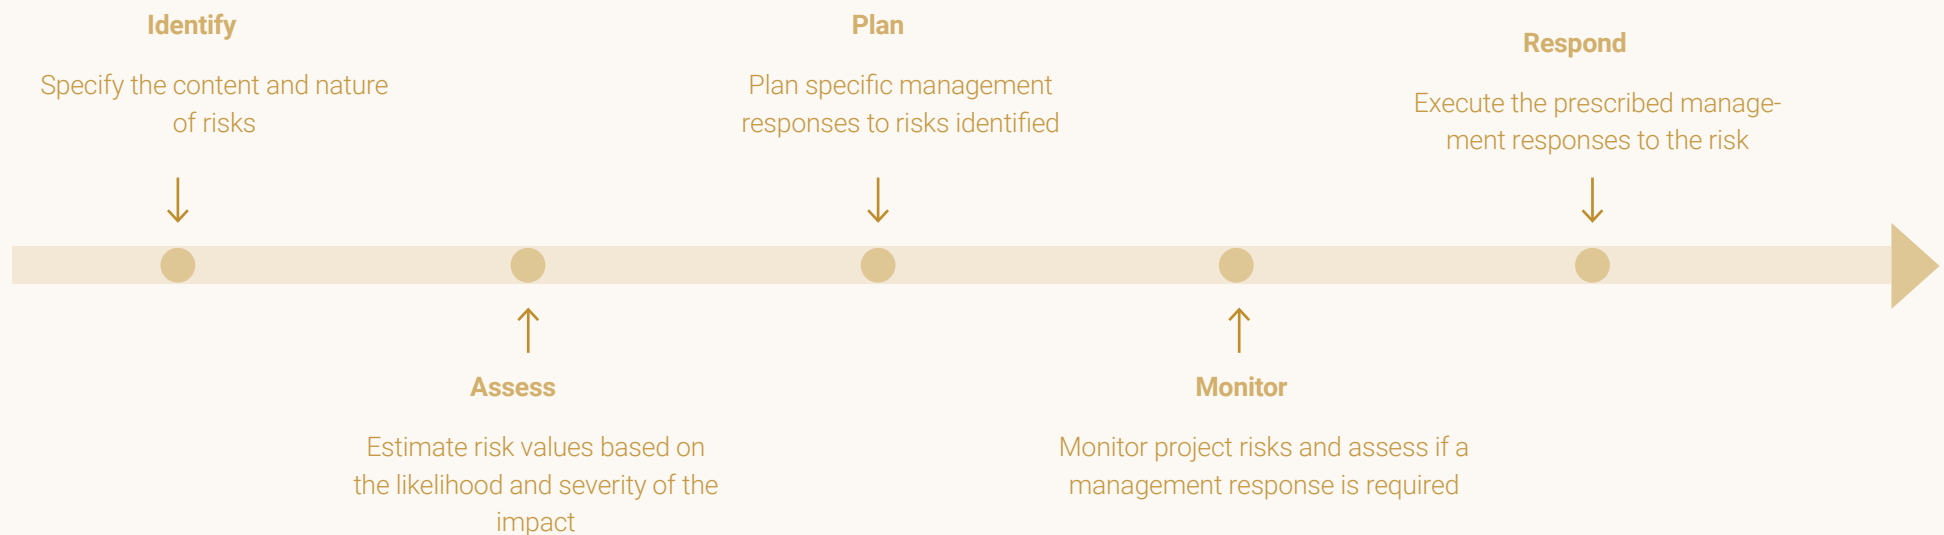 Identify
Specify the content and nature
of risks
Assess
Estimate risk values based on
the likelihood and severity of the
impact
Plan
Plan specific management
responses to risks identified
Monitor
Monitor project risks and assess if a
management response is required
Respond
Execute the prescribed manage-
ment responses to the risk